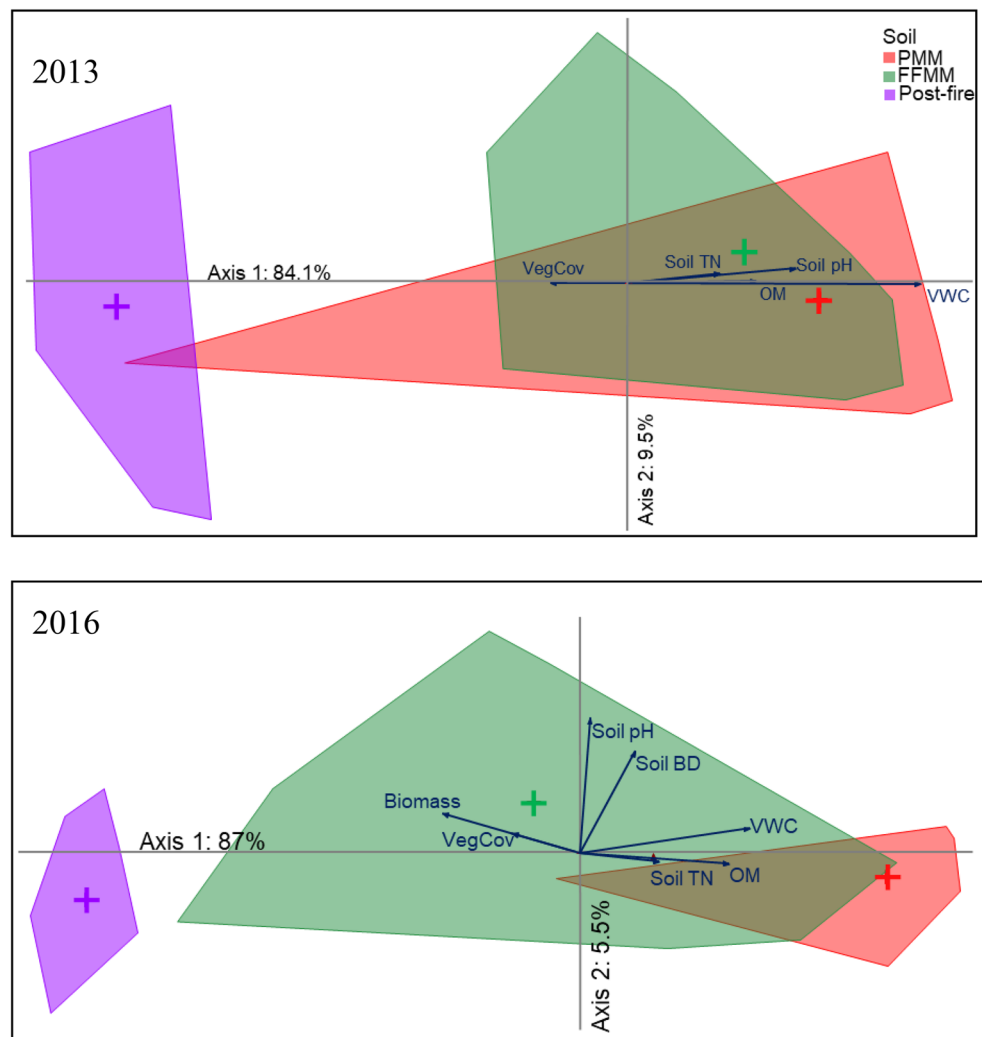 2013
Soil
PMM
FFMM
Post-fire
Axis 1: 84.1%
VegCov
Soil TN
Soil pH
OM
VWC
Axis 2: 9.5%
2016
Soil pH
Soil BD
Biomass
VegCov
VWC
Axis 1: 87%
Soil TN
OM
Axis 2: 5.5%